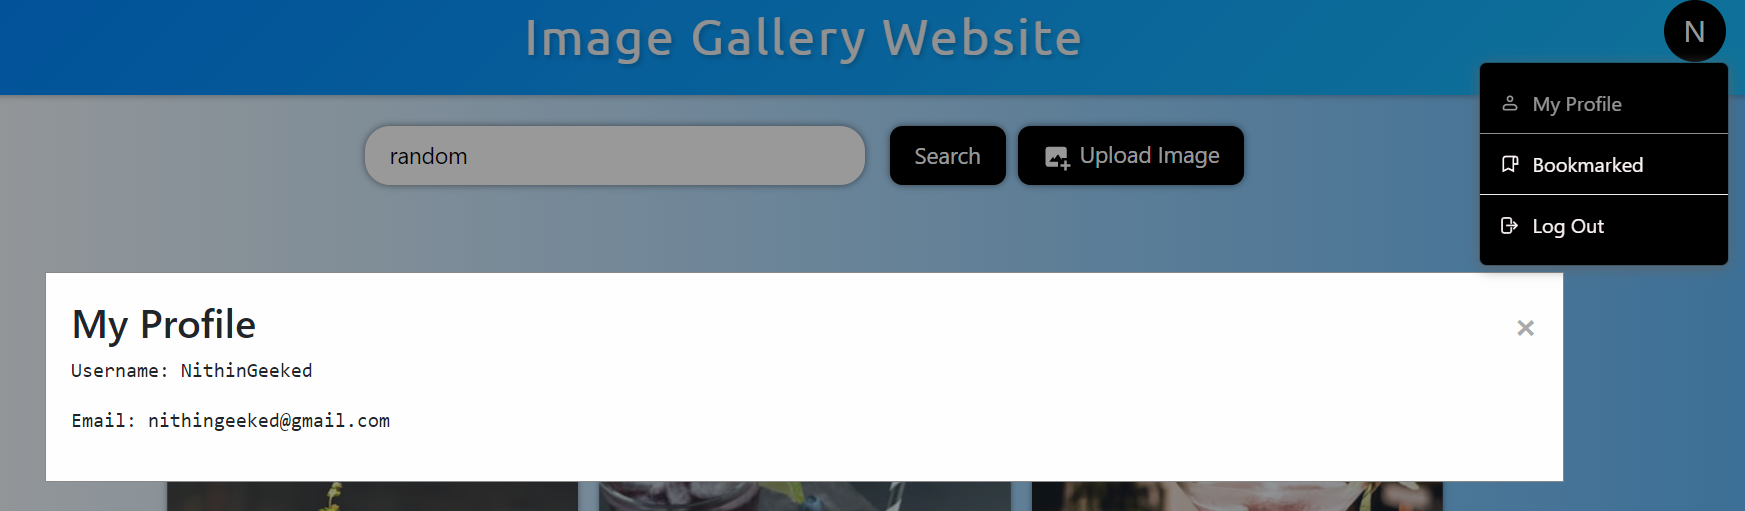 Image Gallery Website
N
My Profile
Bookmarked
Log Out
random
Search
Upload Image
My Profile
×
Username: NithinGeeked
Email: nithingeeked@gmail.com